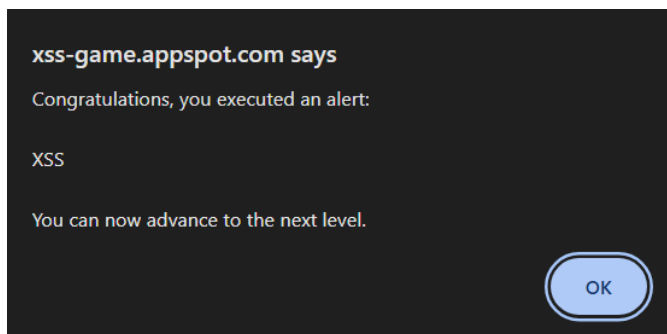 xss-game.appspot.com says
Congratulations, you executed an alert:
XSS
You can now advance to the next level.
OK